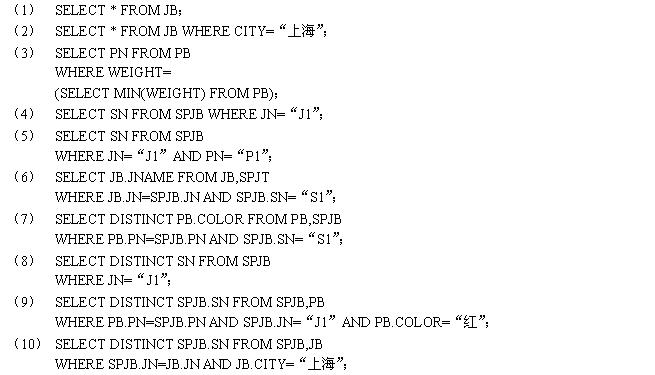 （1） SELECT * FROM JB；
（2） SELECT * FROM JB WHERE CITY=“上海”；
（3） SELECT PN FROM PB
WHERE WEIGHT=
(SELECT MIN(WEIGHT) FROM PB)；
（4） SELECT SN FROM SPJB WHERE JN=“J1”；
（5） SELECT SN FROM SPJB
WHERE JN=“J1” AND PN=“P1”；
（6） SELECT JB.JNAME FROM JB,SPJT
WHERE JB.JN=SPJB.JN AND SPJB.SN=“S1”；
（7） SELECT DISTINCT PB.COLOR FROM PB,SPJB
WHERE PB.PN=SPJB.PN AND SPJB.SN=“S1”；
（8） SELECT DISTINCT SN FROM SPJB
WHERE JN=“J1”；
（9） SELECT DISTINCT SPJB.SN FROM SPJB,PB
WHERE PB.PN=SPJB.PN AND SPJB.JN=“J1” AND PB.COLOR=“红”；
（10） SELECT DISTINCT SPJB.SN FROM SPJB,JB
WHERE SPJB.JN=JB.JN AND JB.CITY=“上海”；